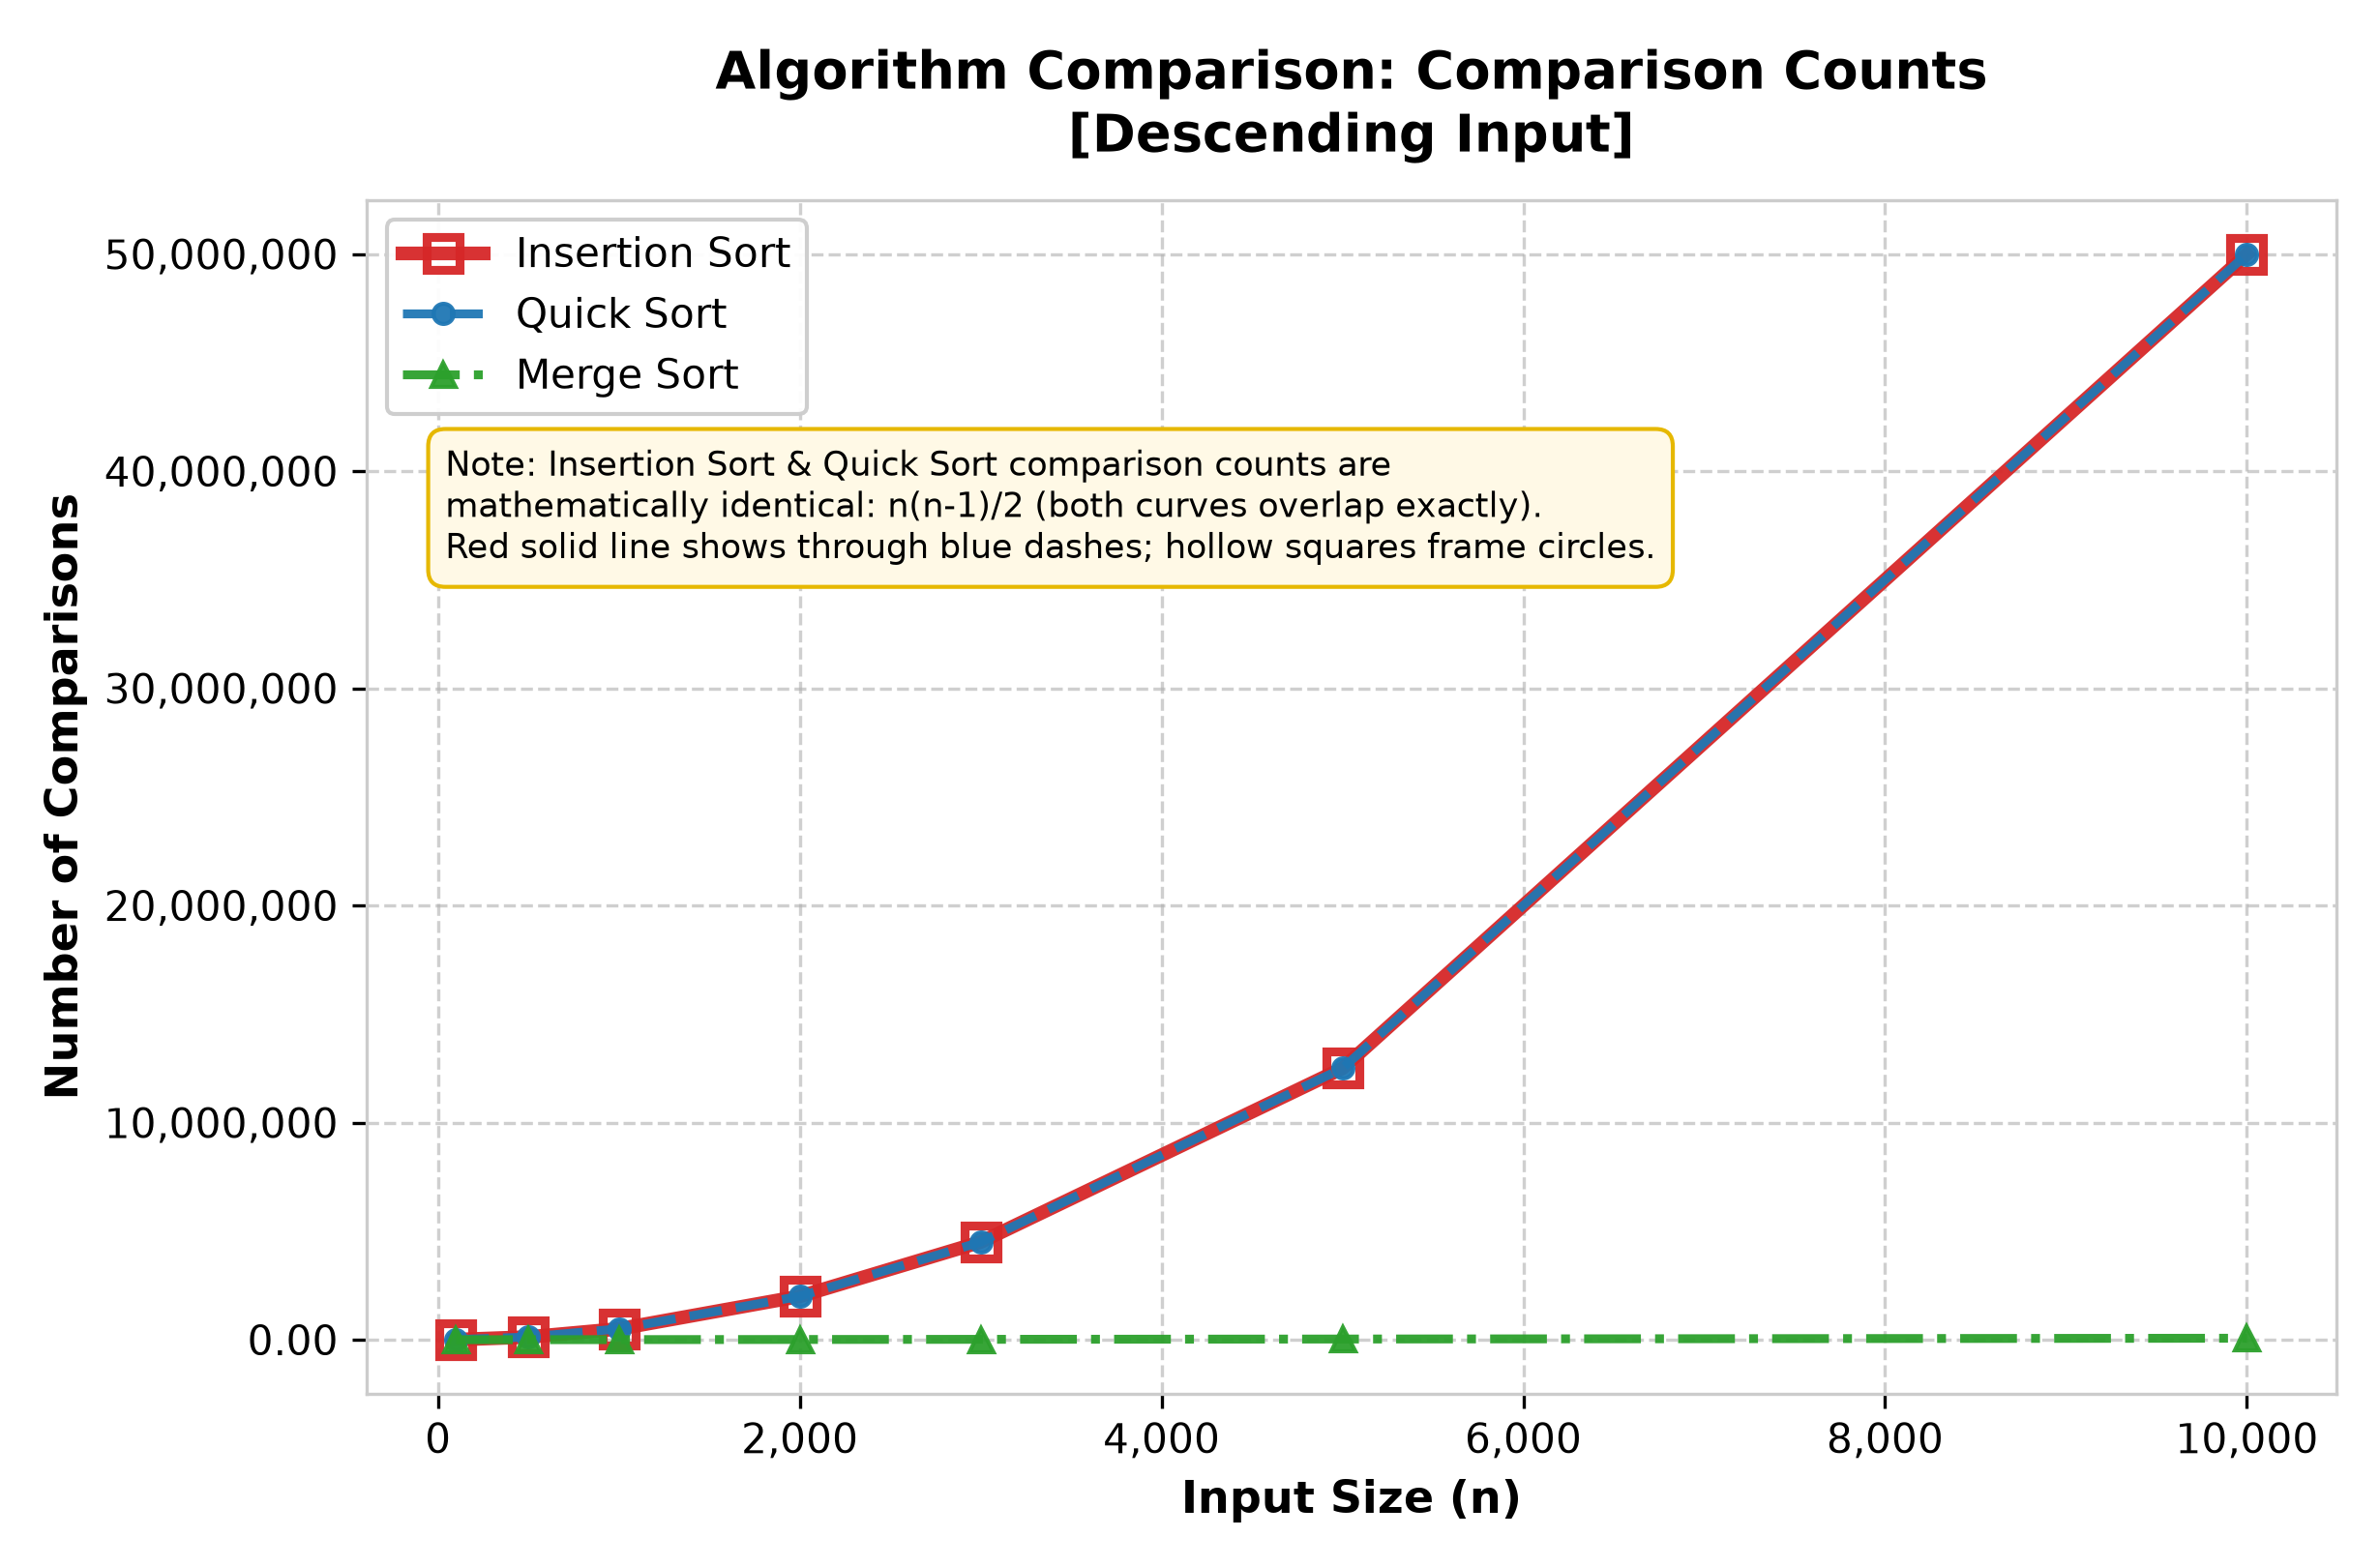 Algorithm Comparison: Comparison Counts
[Descending Input]
Insertion Sort
Quick Sort
Merge Sort
Note: Insertion Sort & Quick Sort comparison counts are
mathematically identical: n(n-1)/2 (both curves overlap exactly).
Red solid line shows through blue dashes; hollow squares frame circles.
Number of Comparisons
50,000,000
40,000,000
30,000,000
20,000,000
10,000,000
0.00
0
2,000
4,000
6,000
8,000
10,000
Input Size (n)